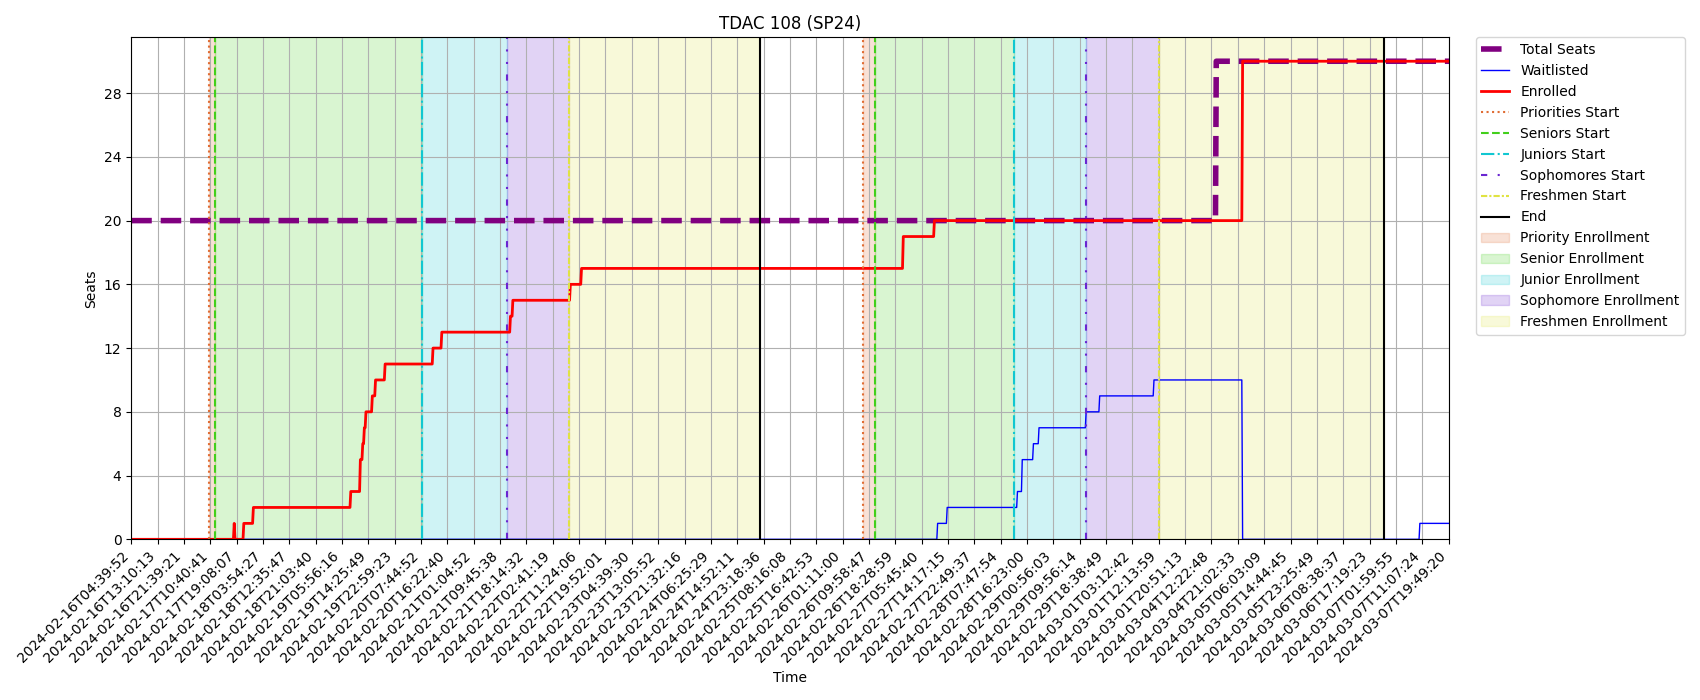 TDAC 108 (SP24)
Seats
28
24
20
16
12
8
4
0
2024-02-16T04:39:52
2024-02-16T13:10:13
2024-02-16T21:39:21
2024-02-17T10:40:41
2024-02-17T19:08:07
2024-02-18T03:54:27
2024-02-18T12:35:47
2024-02-18T21:03:40
2024-02-19T05:56:16
2024-02-19T14:25:49
2024-02-19T22:59:23
2024-02-20T07:44:52
2024-02-20T16:22:40
2024-02-21T01:04:52
2024-02-21T09:45:38
2024-02-21T18:14:32
2024-02-22T02:41:19
2024-02-22T11:24:06
2024-02-22T19:52:01
2024-02-23T04:39:30
2024-02-23T13:05:52
2024-02-23T21:32:16
2024-02-24T06:25:29
2024-02-24T14:52:11
2024-02-24T23:18:36
2024-02-25T08:16:08
2024-02-25T16:42:53
2024-02-26T01:11:00
2024-02-26T09:58:47
2024-02-26T18:28:59
2024-02-27T05:45:40
2024-02-27T14:17:15
2024-02-27T22:49:37
2024-02-28T07:47:54
2024-02-28T16:23:00
2024-02-29T00:56:03
2024-02-29T09:56:14
2024-02-29T18:38:49
2024-03-01T03:12:42
2024-03-01T12:13:59
2024-03-01T20:51:13
2024-03-04T12:22:48
2024-03-04T21:02:33
2024-03-05T06:03:09
2024-03-05T14:44:45
2024-03-05T23:25:49
2024-03-06T08:38:37
2024-03-06T17:19:23
2024-03-07T01:59:55
2024-03-07T11:07:24
2024-03-07T19:49:20
Time
Total Seats
Waitlisted
Enrolled
Priorities Start
Seniors Start
Juniors Start
Sophomores Start
Freshmen Start
End
Priority Enrollment
Senior Enrollment
Junior Enrollment
Sophomore Enrollment
Freshmen Enrollment